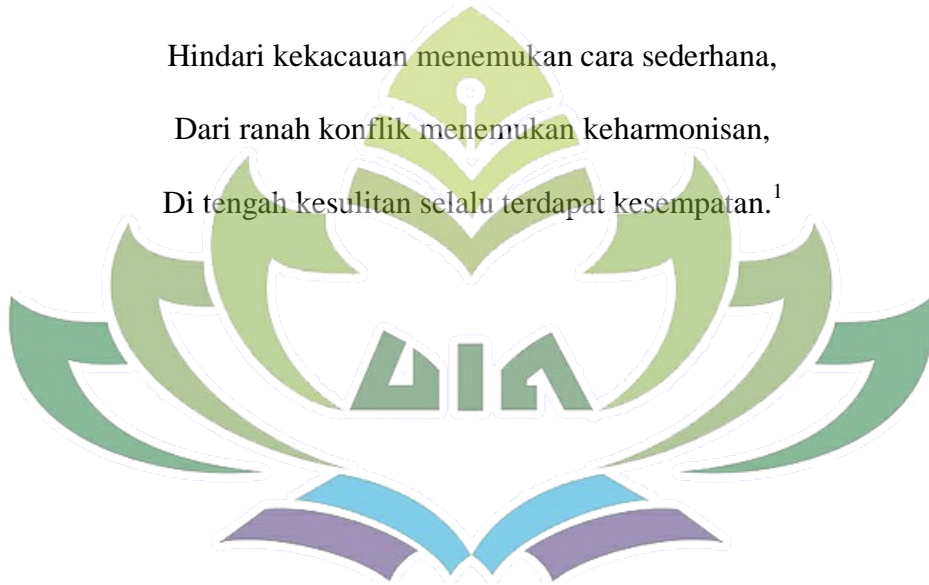 Hindari kekacauan menemukan cara sederhana,
Dari ranah konflik menemukan keharmonisan,
Di tengah kesulitan selalu terdapat kesempatan.¹